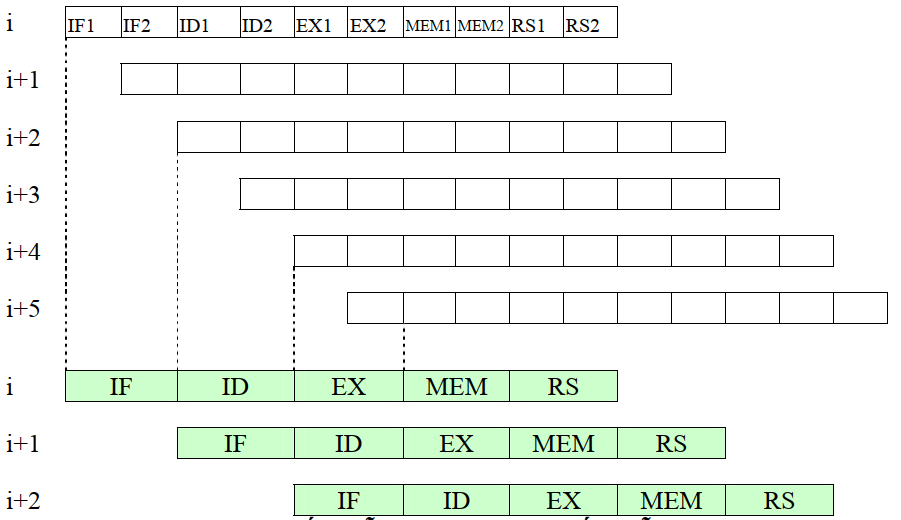 i IF1 IF2 ID1 ID2 EX1 EX2 MEM1 MEM2 RS1 RS2
i+1
i+2
i+3
i+4
i+5
i IF ID EX MEM RS
i+1 IF ID EX MEM RS
i+2 IF ID EX MEM RS